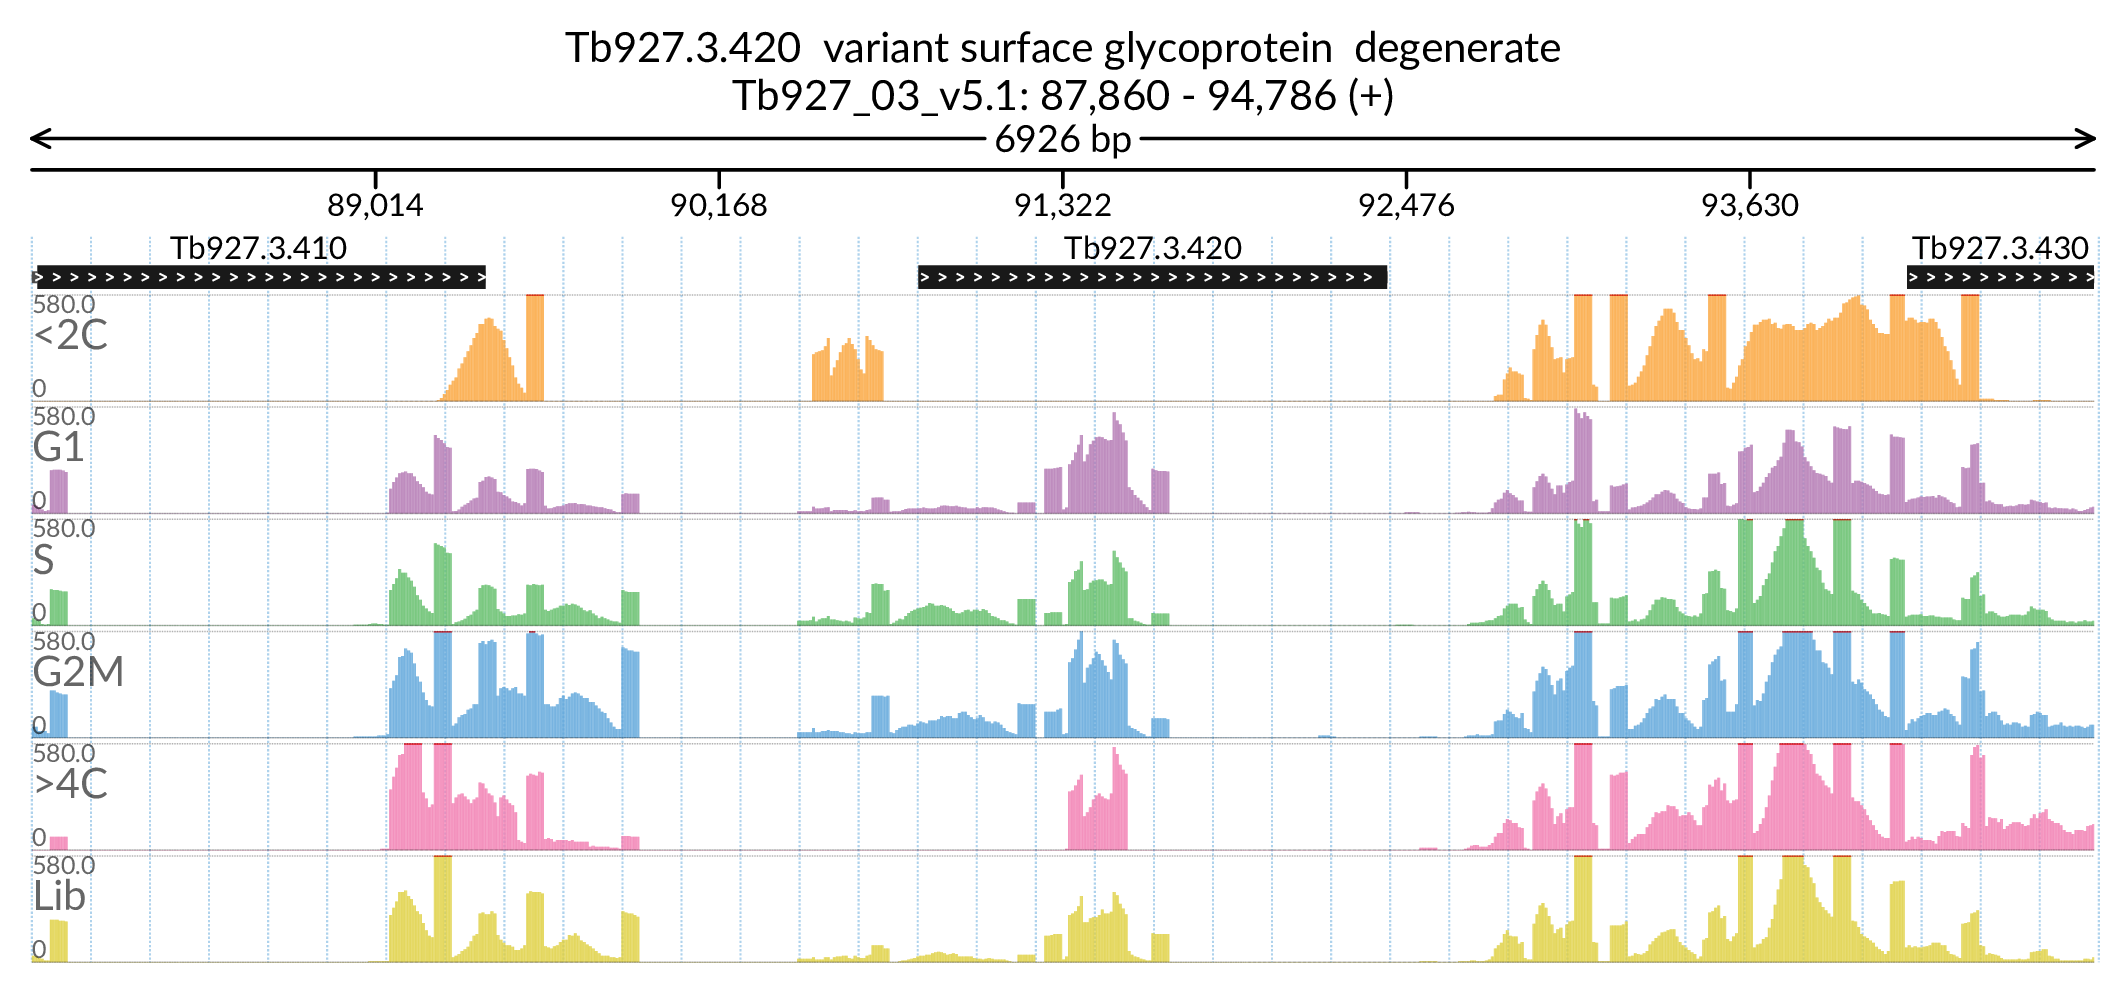 Tb927.3.420  variant surface glycoprotein  degenerate
Tb927_03_v5.1: 87,860 - 94,786 (+)
6926 bp
89,014 90,168 91,322 92,476 93,630
Tb927.3.410 Tb927.3.420 Tb927.3.430
580.0
<2C
0
580.0
G1
0
580.0
S
0
580.0
G2M
0
580.0
>4C
0
580.0
Lib
0